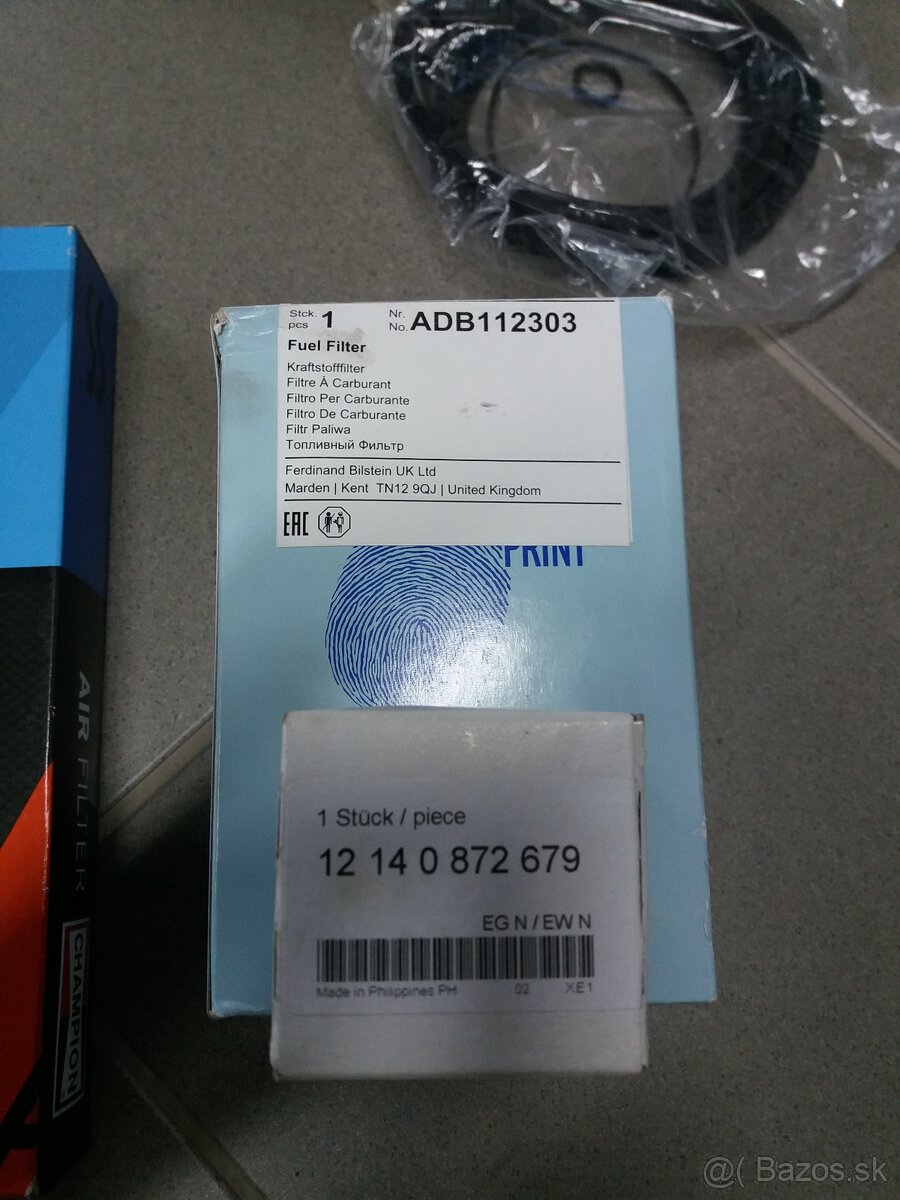 Stck. 1
pcs
Nr.
No. ADB112303
Fuel Filter
Kraftstofffilter
Filtre À Carburant
Filtro Per Carburante
Filtro De Carburante
Filtr Paliwa
Топливный Фильтр
Ferdinand Bilstein UK Ltd
Marden | Kent TN12 9QJ | United Kingdom
EAC
PRINT
1 Stück / piece
12 14 0 872 679
EG N / EW N
Made in Philippines PH 02 XE1
AIR FILTER
CHAMPION
@( Bazos.sk